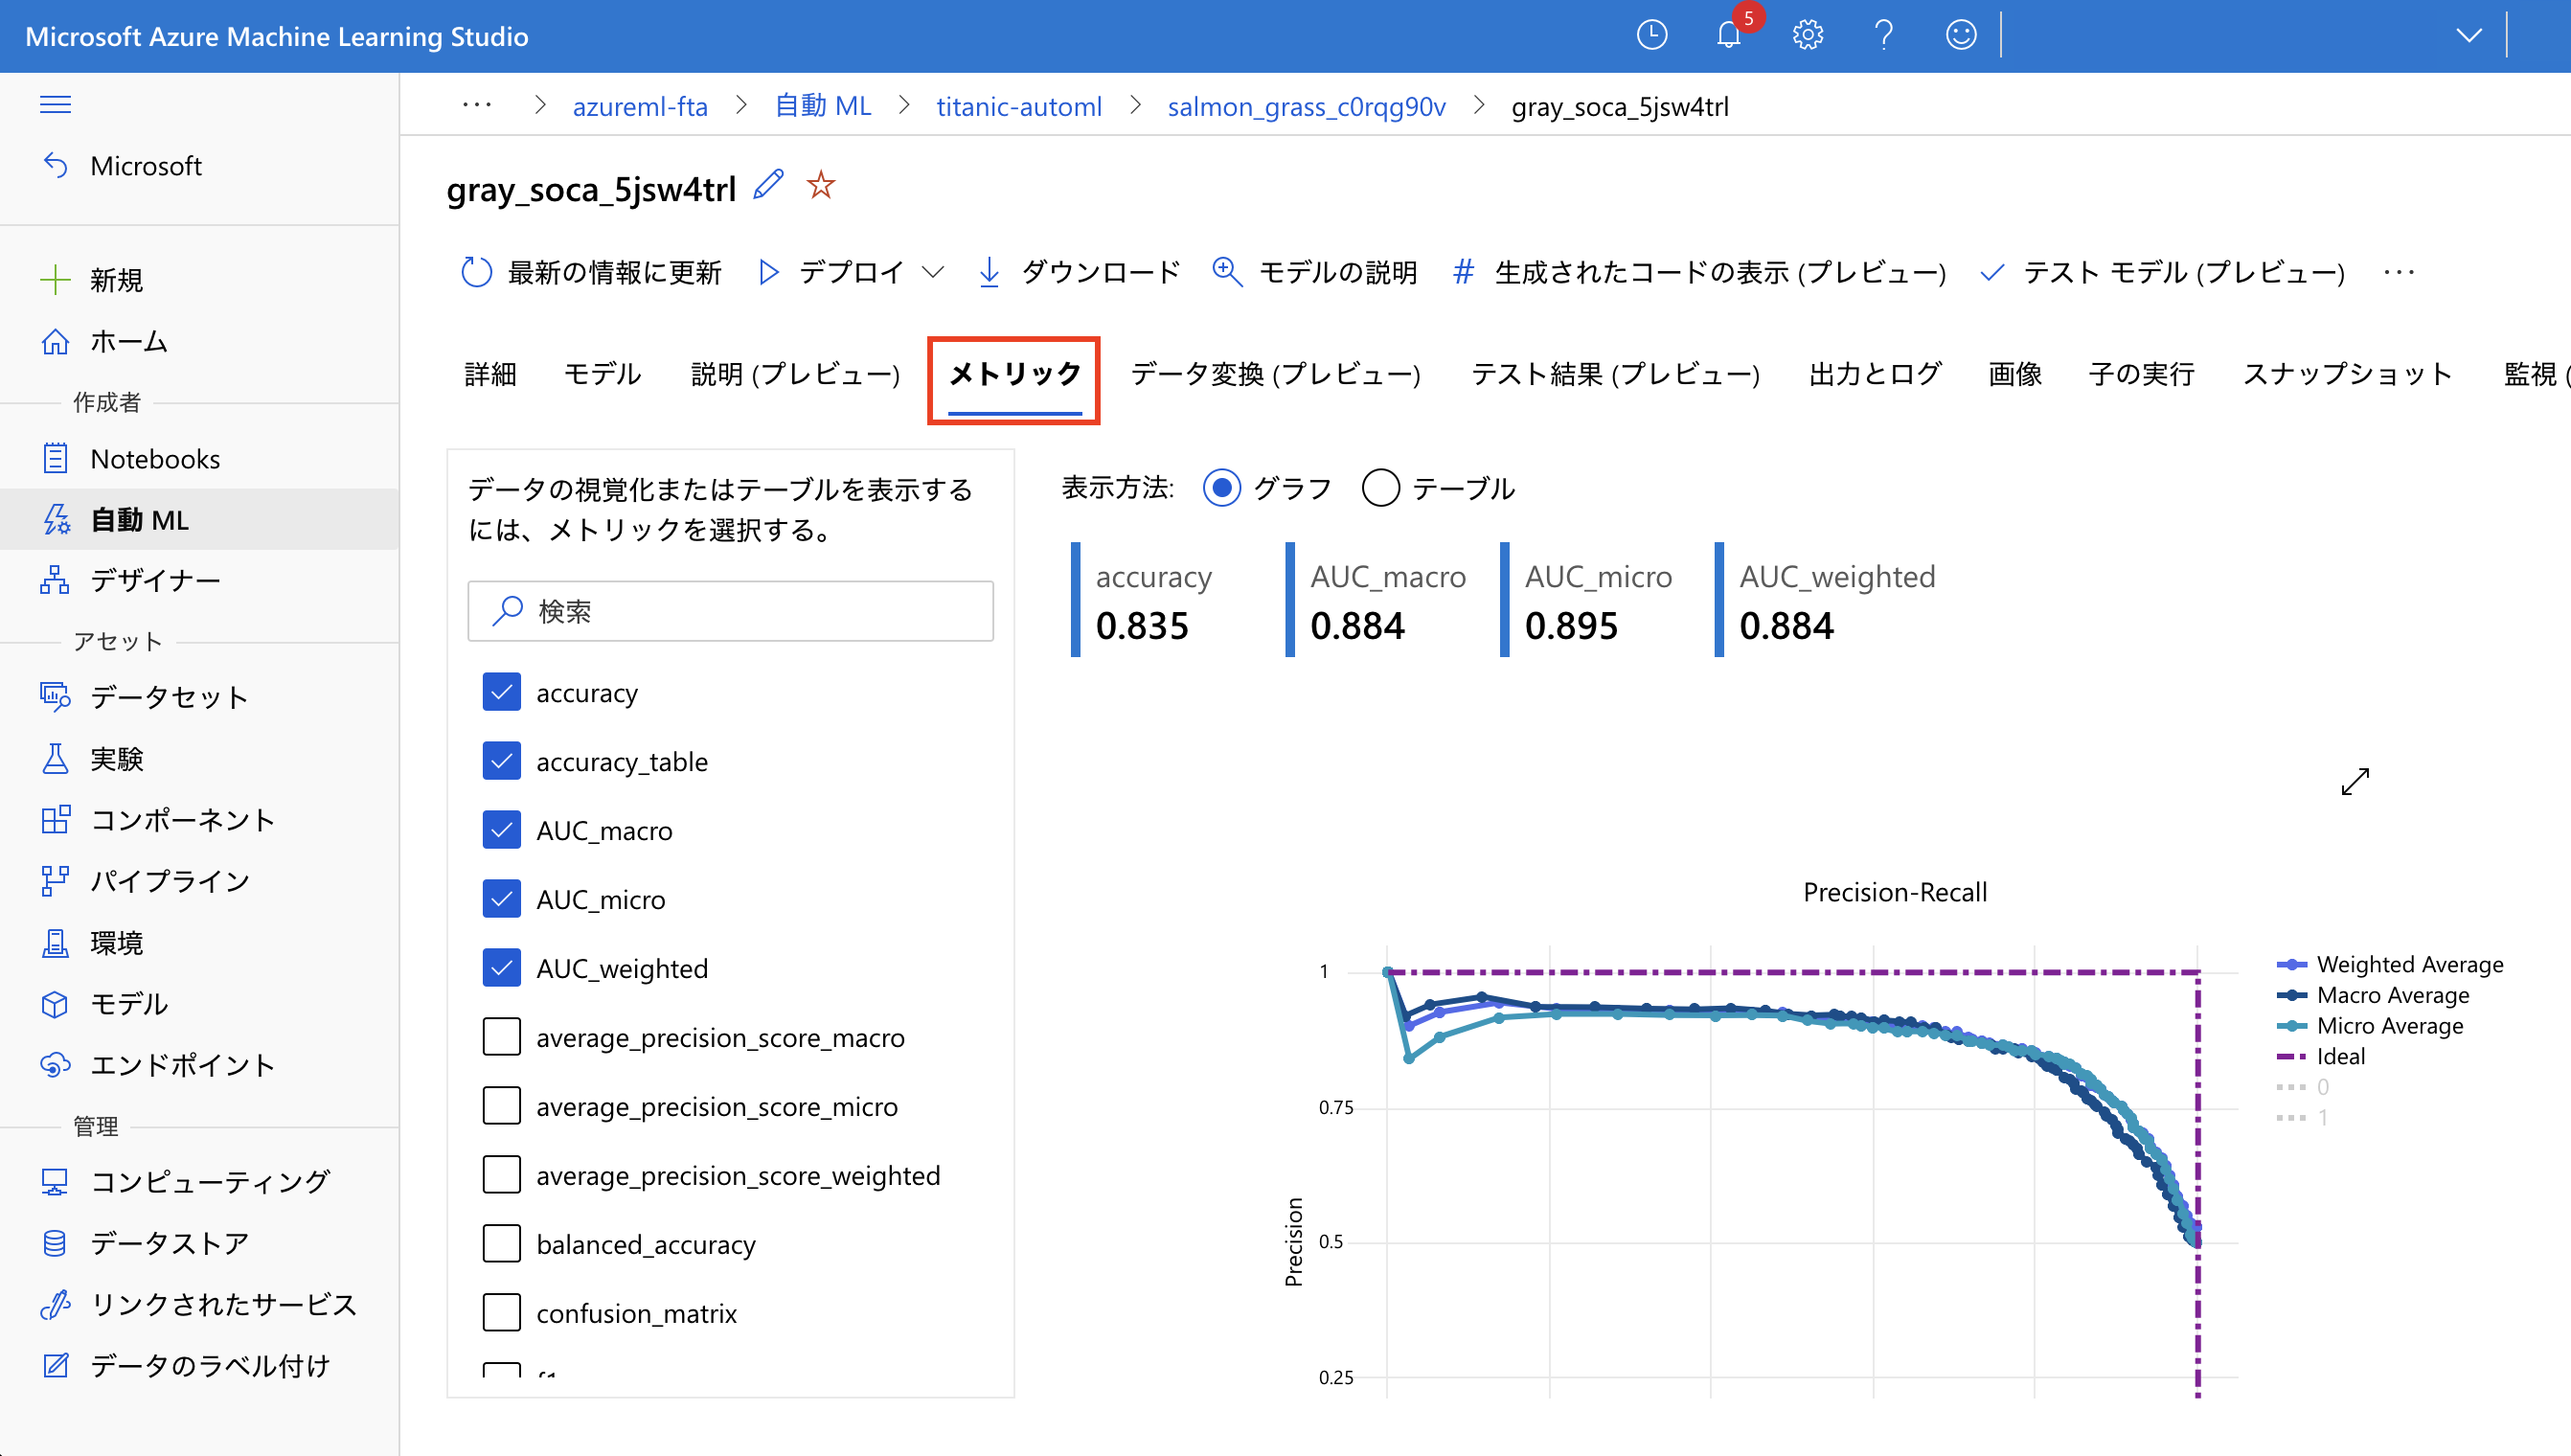 Microsoft Azure Machine Learning Studio
5
Microsoft
新規
ホーム
作成者
Notebooks
自動 ML
デザイナー
アセット
データセット
実験
コンポーネント
パイプライン
環境
モデル
エンドポイント
管理
コンピューティング
データストア
リンクされたサービス
データのラベル付け
··· > azureml-fta > 自動 ML > titanic-automl > salmon_grass_c0rqg90v > gray_soca_5jsw4trl
gray_soca_5jsw4trl
最新の情報に更新 デプロイ ダウンロード モデルの説明 # 生成されたコードの表示 (プレビュー) テスト モデル (プレビュー) ···
詳細 モデル 説明 (プレビュー) メトリック データ変換 (プレビュー) テスト結果 (プレビュー) 出力とログ 画像 子の実行 スナップショット 監視 (
データの視覚化またはテーブルを表示する
には、メトリックを選択する。
検索
accuracy
accuracy_table
AUC_macro
AUC_micro
AUC_weighted
average_precision_score_macro
average_precision_score_micro
average_precision_score_weighted
balanced_accuracy
confusion_matrix
表示方法: グラフ テーブル
accuracy AUC_macro AUC_micro AUC_weighted
0.835 0.884 0.895 0.884
Precision-Recall
1
0.75
0.5
0.25
Precision
Weighted Average
Macro Average
Micro Average
Ideal
0
1